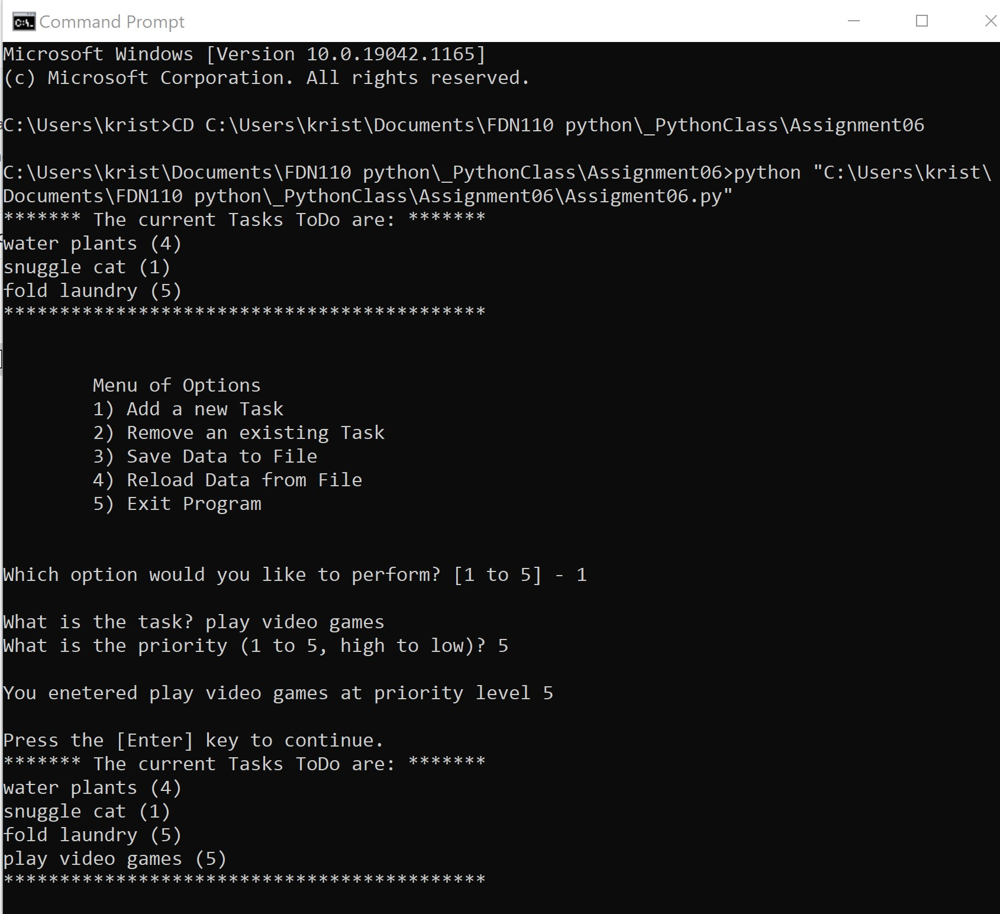 Command Prompt
Microsoft Windows [Version 10.0.19042.1165]
(c) Microsoft Corporation. All rights reserved.
C:\Users\krist>CD C:\Users\krist\Documents\FDN110 python\_PythonClass\Assignment06
C:\Users\krist\Documents\FDN110 python\_PythonClass\Assignment06>python "C:\Users\krist\
Documents\FDN110 python\_PythonClass\Assignment06\Assigment06.py"
******* The current Tasks ToDo are: *******
water plants (4)
snuggle cat (1)
fold laundry (5)
*******************************************
Menu of Options
1) Add a new Task
2) Remove an existing Task
3) Save Data to File
4) Reload Data from File
5) Exit Program
Which option would you like to perform? [1 to 5] - 1
What is the task? play video games
What is the priority (1 to 5, high to low)? 5
You enetered play video games at priority level 5
Press the [Enter] key to continue.
******* The current Tasks ToDo are: *******
water plants (4)
snuggle cat (1)
fold laundry (5)
play video games (5)
*******************************************